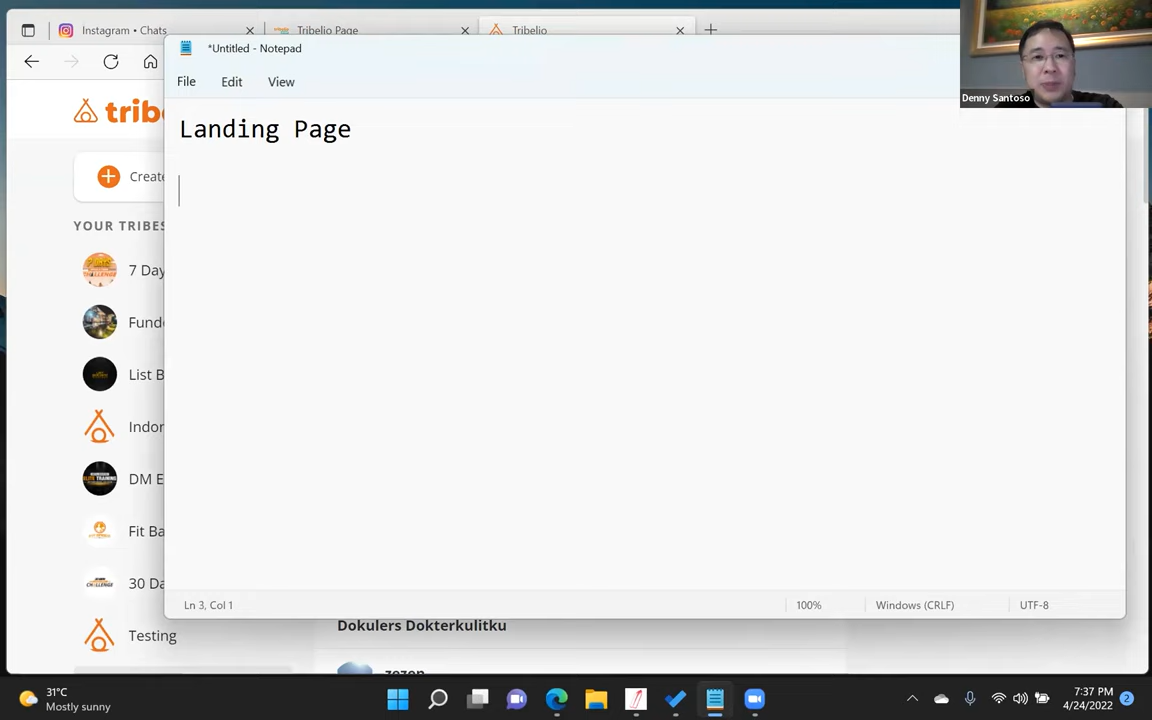 Instagram • Chats
Tribelio Page
Tribelio
*Untitled - Notepad
File Edit View
Denny Santoso
Landing Page
Create
YOUR TRIBES
7 Day
List B
DM E
Fit Ba
30 Da
Testing
Ln 3, Col 1
100%
Windows (CRLF)
UTF-8
Dokulers Dokterkulitku
31°C
Mostly sunny
7:37 PM
4/24/2022
2